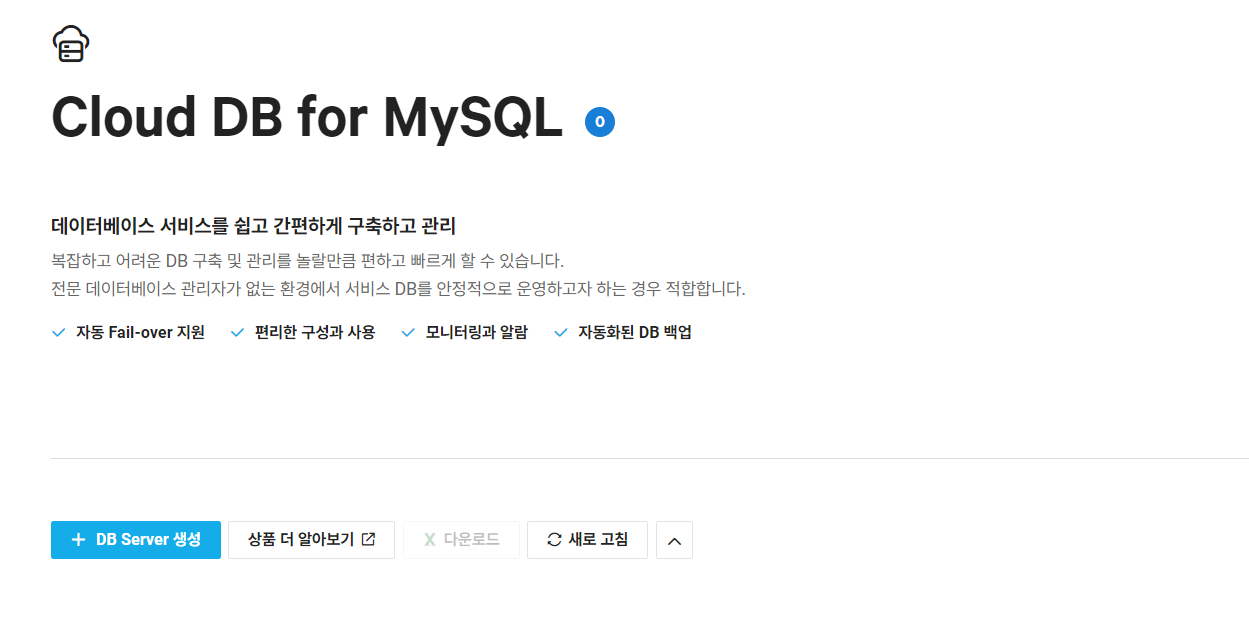 Cloud DB for MySQL 0
데이터베이스 서비스를 쉽고 간편하게 구축하고 관리
복잡하고 어려운 DB 구축 및 관리를 놀랄만큼 편하고 빠르게 할 수 있습니다.
전문 데이터베이스 관리자가 없는 환경에서 서비스 DB를 안정적으로 운영하고자 하는 경우 적합합니다.
자동 Fail-over 지원 편리한 구성과 사용 모니터링과 알람 자동화된 DB 백업
+ DB Server 생성 상품 더 알아보기 X 다운로드 새로 고침